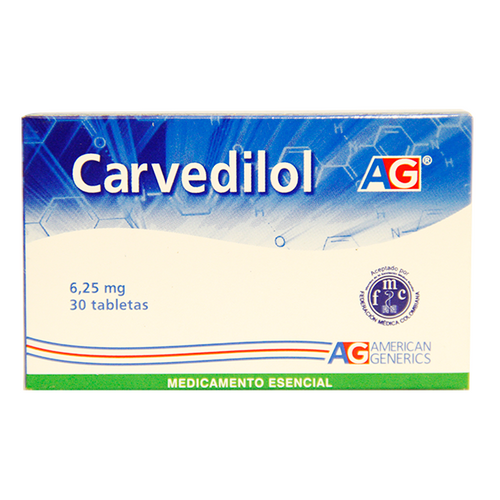 Carvedilol AG®
6,25 mg
30 tabletas
Aceptado por
f m c
FEDERACIÓN MÉDICA COLOMBIANA
AG AMERICAN
GENERICS
MEDICAMENTO ESENCIAL